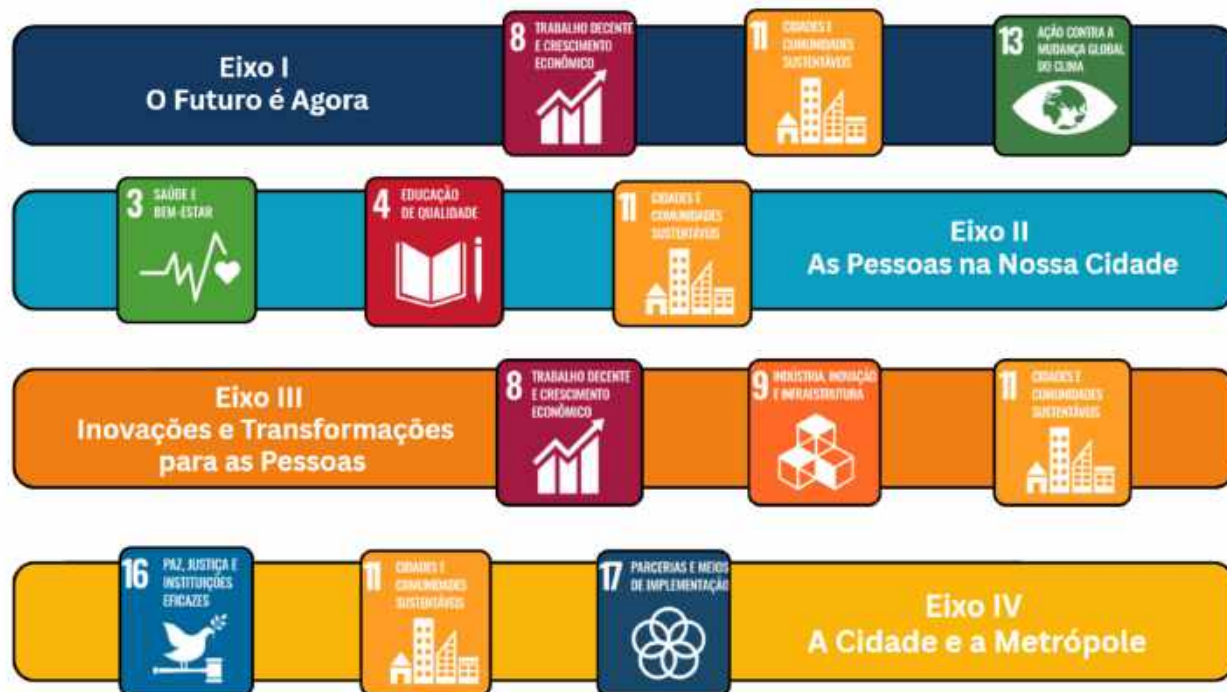 Eixo I
O Futuro é Agora
8 TRABALHO DECENTE
E CRESCIMENTO
ECONÔMICO
11 CIDADES E
COMUNIDADES
SUSTENTÁVEIS
13 AÇÃO CONTRA A
MUDANÇA GLOBAL
DO CLIMA
3 SAÚDE E
BEM-ESTAR
4 EDUCAÇÃO
DE QUALIDADE
11 CIDADES E
COMUNIDADES
SUSTENTÁVEIS
Eixo II
As Pessoas na Nossa Cidade
Eixo III
Inovações e Transformações
para as Pessoas
8 TRABALHO DECENTE
E CRESCIMENTO
ECONÔMICO
9 INDÚSTRIA, INOVAÇÃO
E INFRAESTRUTURA
11 CIDADES E
COMUNIDADES
SUSTENTÁVEIS
16 PAZ, JUSTIÇA E
INSTITUIÇÕES
EFICAZES
11 CIDADES E
COMUNIDADES
SUSTENTÁVEIS
17 PARCERIAS E MEIOS
DE IMPLEMENTAÇÃO
Eixo IV
A Cidade e a Metrópole